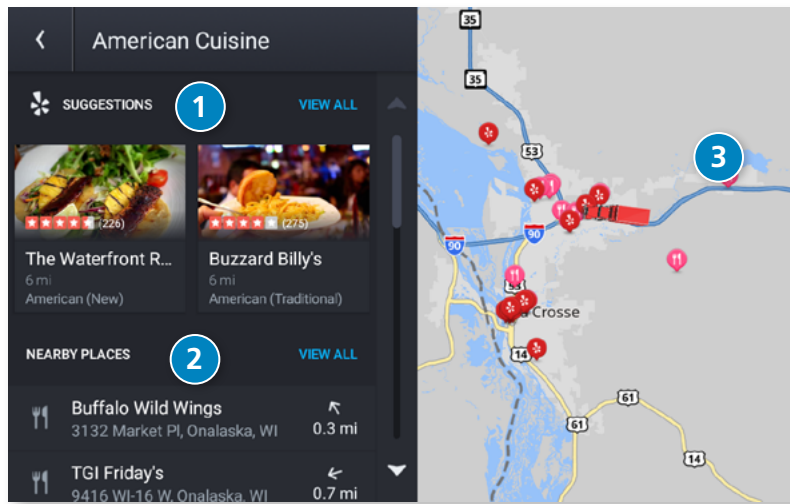 American Cuisine
SUGGESTIONS
1
VIEW ALL
(226)
(275)
The Waterfront R...
Buzzard Billy's
6 mi
6 mi
American (New)
American (Traditional)
NEARBY PLACES
2
VIEW ALL
Buffalo Wild Wings
3132 Market Pl, Onalaska, WI
0.3 mi
TGI Friday's
9416 WI-16 W, Onalaska, WI
0.7 mi
35
35
53
3
90
90
53
Crosse
14
61
61
14